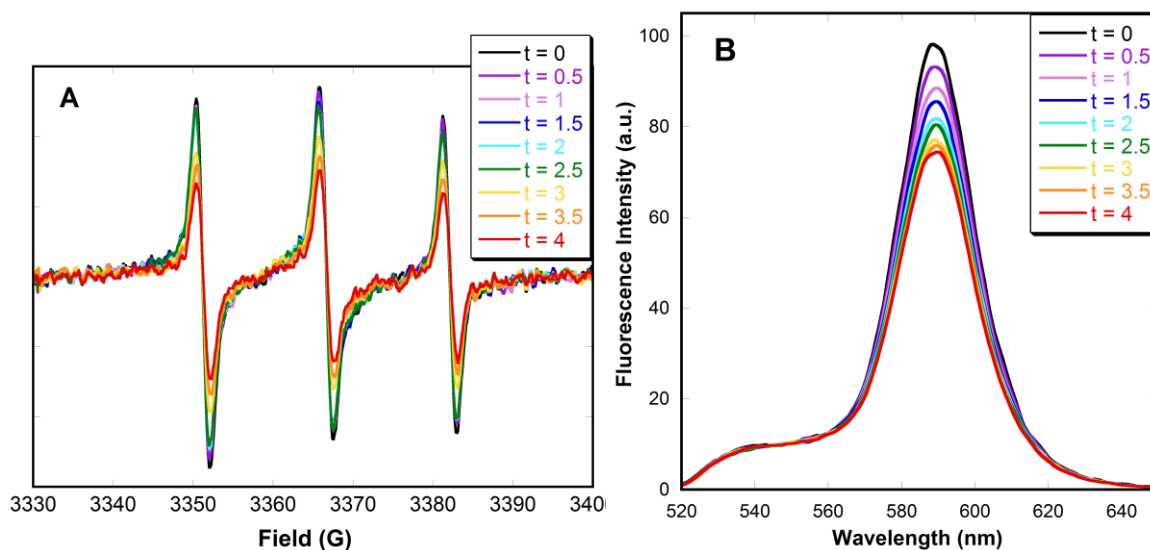 A
t = 0
t = 0.5
t = 1
t = 1.5
t = 2
t = 2.5
t = 3
t = 3.5
t = 4
3330 3340 3350 3360 3370 3380 3390 3400
Field (G)
B
t = 0
t = 0.5
t = 1
t = 1.5
t = 2
t = 2.5
t = 3
t = 3.5
t = 4
Fluorescence Intensity (a.u.)
100
80
60
40
20
0
520 540 560 580 600 620 640
Wavelength (nm)